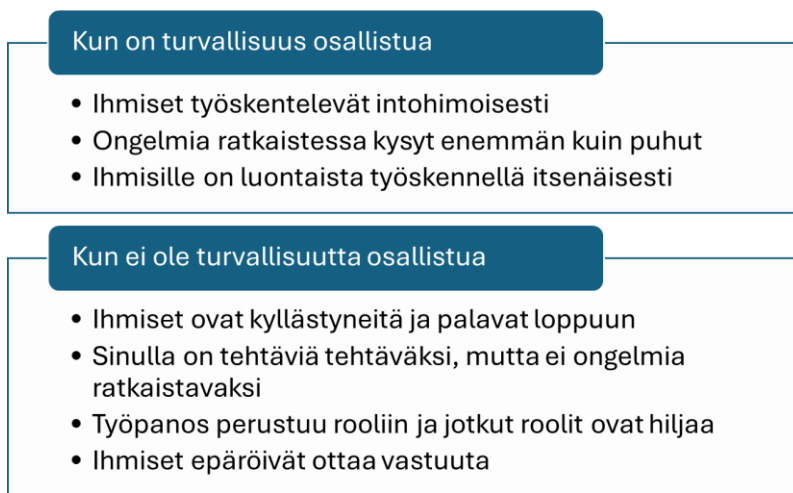 Kun on turvallisuus osallistua
• Ihmiset työskentelevät intohimoisesti
• Ongelmia ratkaistessa kysyt enemmän kuin puhut
• Ihmisille on luontaista työskennellä itsenäisesti
Kun ei ole turvallisuutta osallistua
• Ihmiset ovat kyllästyneitä ja palavat loppuun
• Sinulla on tehtäviä tehtäväksi, mutta ei ongelmia
ratkaistavaksi
• Työpanos perustuu rooliin ja jotkut roolit ovat hiljaa
• Ihmiset epäröivät ottaa vastuuta